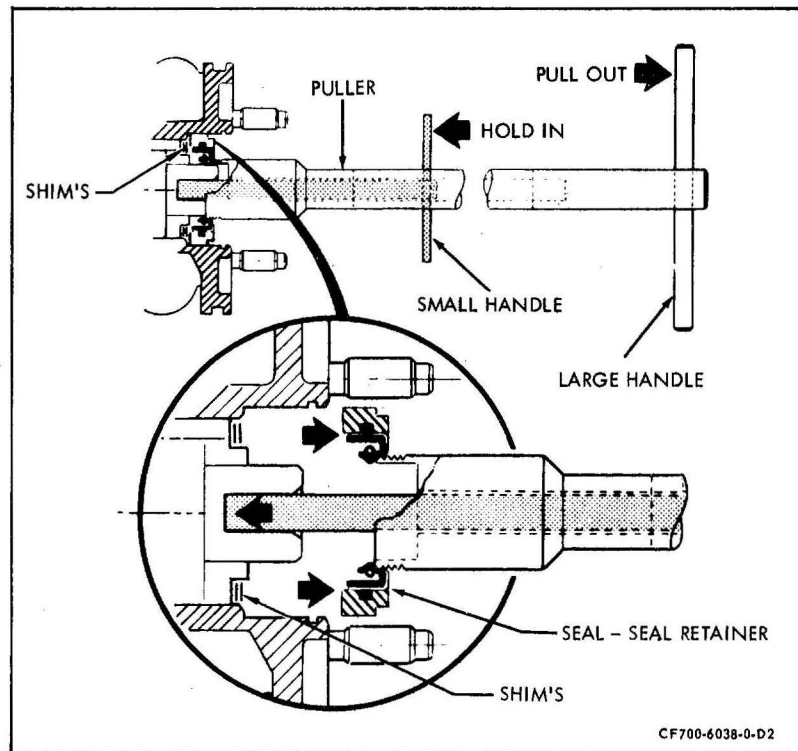 PULL OUT
PULLER
HOLD IN
SHIM'S
SMALL HANDLE
LARGE HANDLE
SEAL – SEAL RETAINER
SHIM'S
CF700-6038-0-D2